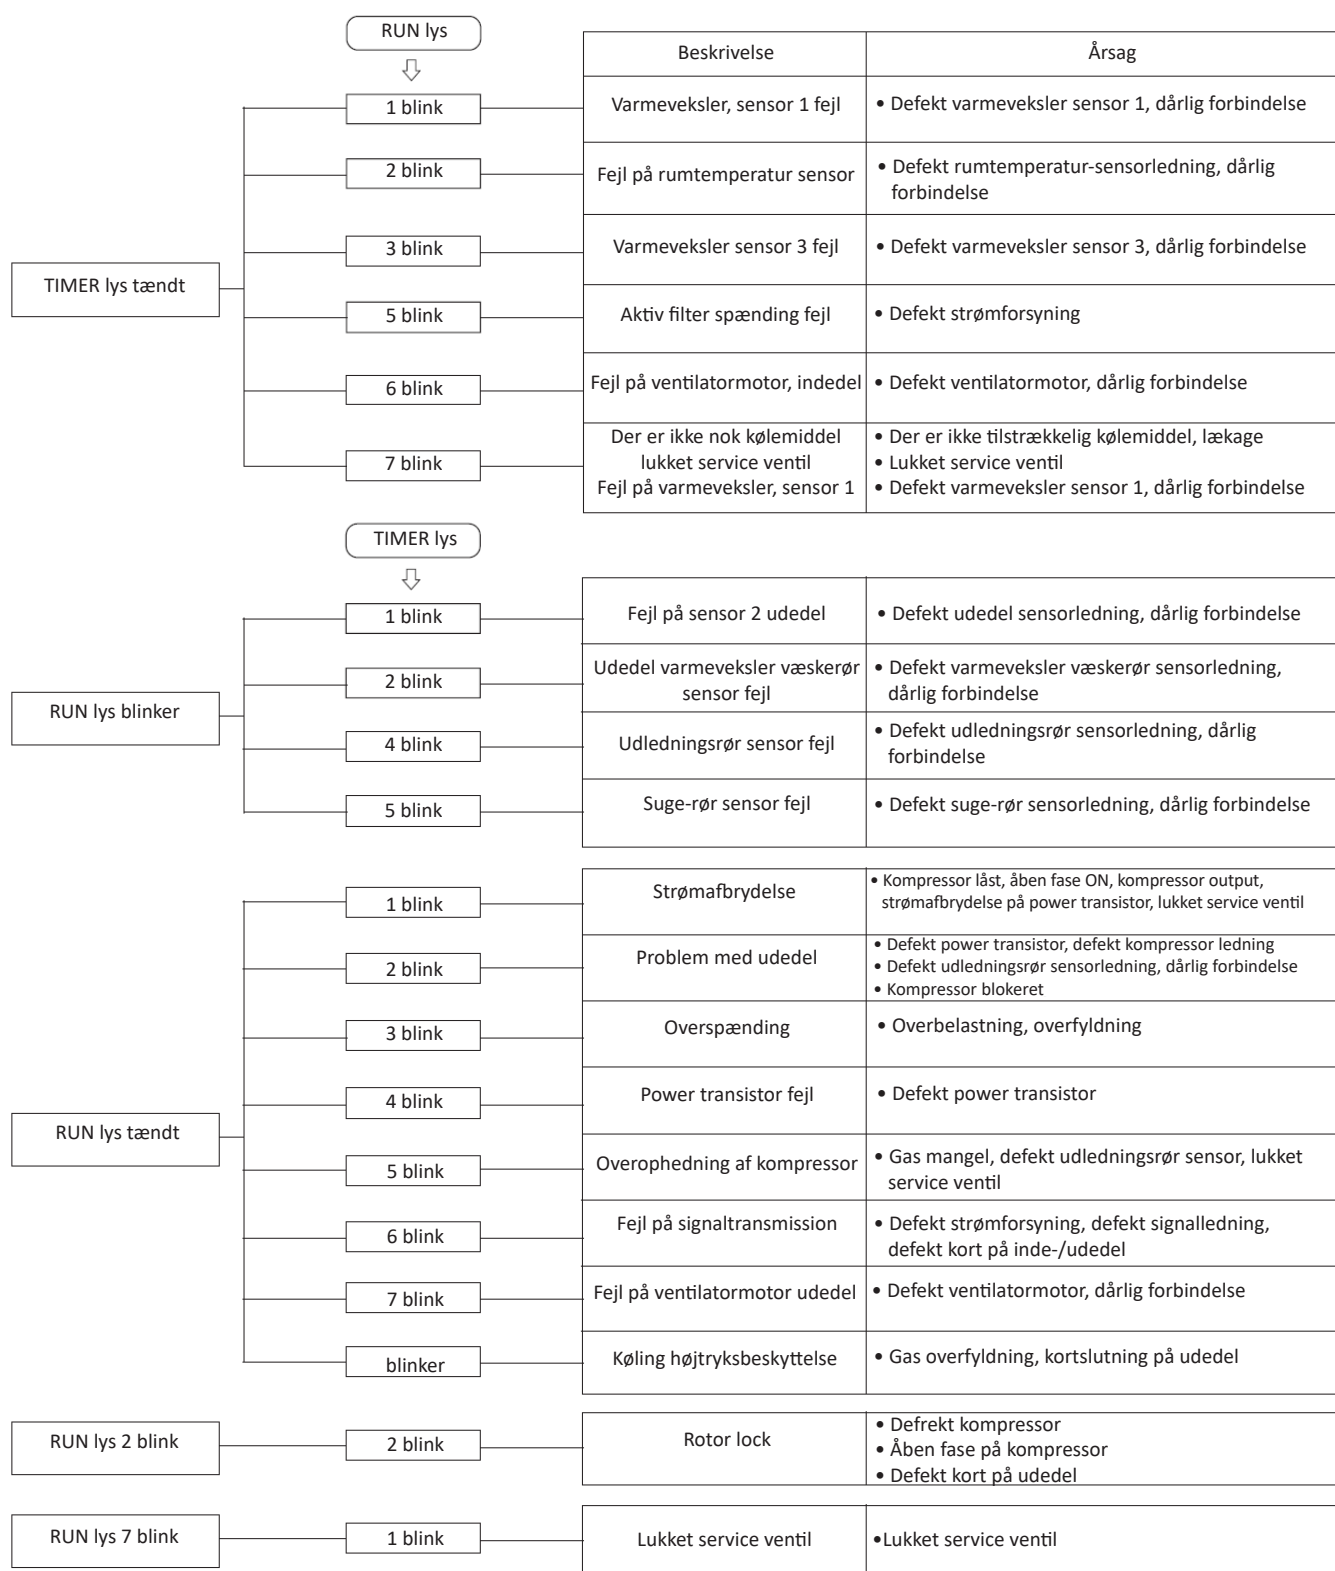 RUN lys
Beskrivelse
Årsag
1 blink
Varmeveksler, sensor 1 fejl
• Defekt varmeveksler sensor 1, dårlig forbindelse
2 blink
Fejl på rumtemperatur sensor
• Defekt rumtemperatur-sensorledning, dårlig
forbindelse
3 blink
Varmeveksler sensor 3 fejl
• Defekt varmeveksler sensor 3, dårlig forbindelse
TIMER lys tændt
5 blink
Aktiv filter spænding fejl
• Defekt strømforsyning
6 blink
Fejl på ventilatormotor, indedel
• Defekt ventilatormotor, dårlig forbindelse
7 blink
Der er ikke nok kølemiddel
lukket service ventil
Fejl på varmeveksler, sensor 1
• Der er ikke tilstrækkelig kølemiddel, lækage
• Lukket service ventil
• Defekt varmeveksler sensor 1, dårlig forbindelse
TIMER lys
1 blink
Fejl på sensor 2 udedel
• Defekt udedel sensorledning, dårlig forbindelse
2 blink
Udedel varmeveksler væskerør
sensor fejl
• Defekt varmeveksler væskerør sensorledning,
dårlig forbindelse
RUN lys blinker
4 blink
Udledningsrør sensor fejl
• Defekt udledningsrør sensorledning, dårlig
forbindelse
5 blink
Suge-rør sensor fejl
• Defekt suge-rør sensorledning, dårlig forbindelse
1 blink
Strømafbrydelse
• Kompressor låst, åben fase ON, kompressor output,
strømafbrydelse på power transistor, lukket service ventil
2 blink
Problem med udedel
• Defekt power transistor, defekt kompressor ledning
• Defekt udledningsrør sensorledning, dårlig forbindelse
• Kompressor blokeret
3 blink
Overspænding
• Overbelastning, overfyldning
4 blink
Power transistor fejl
• Defekt power transistor
RUN lys tændt
5 blink
Overophedning af kompressor
• Gas mangel, defekt udledningsrør sensor, lukket
service ventil
6 blink
Fejl på signaltransmission
• Defekt strømforsyning, defekt signalledning,
defekt kort på inde-/udedel
7 blink
Fejl på ventilatormotor udedel
• Defekt ventilatormotor, dårlig forbindelse
blinker
Køling højtryksbeskyttelse
• Gas overfyldning, kortslutning på udedel
RUN lys 2 blink
2 blink
Rotor lock
• Defrekt kompressor
• Åben fase på kompressor
• Defekt kort på udedel
RUN lys 7 blink
1 blink
Lukket service ventil
•Lukket service ventil